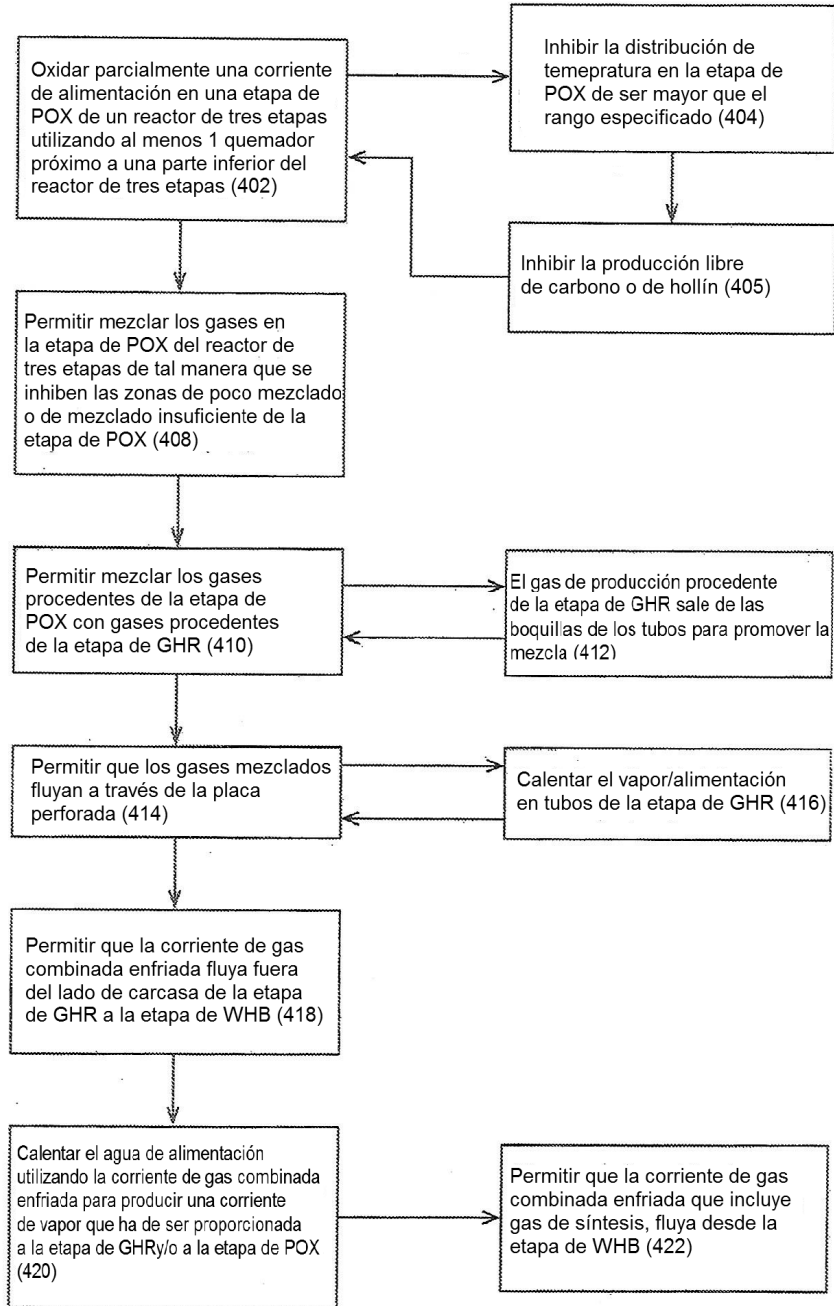 Oxidar parcialmente una corriente
de alimentación en una etapa de
POX de un reactor de tres etapas
utilizando al menos 1 quemador
próximo a una parte inferior del
reactor de tres etapas (402)
Inhibir la distribución de
temepratura en la etapa de
POX de ser mayor que el
rango especificado (404)
Inhibir la producción libre
de carbono o de hollín (405)
Permitir mezclar los gases en
la etapa de POX del reactor de
tres etapas de tal manera que se
inhiben las zonas de poco mezclado
o de mezclado insuficiente de la
etapa de POX (408)
Permitir mezclar los gases
procedentes de la etapa de
POX con gases procedentes
de la etapa de GHR (410)
El gas de producción procedente
de la etapa de GHR sale de las
boquillas de los tubos para promover la
mezcla (412)
Permitir que los gases mezclados
fluyan a través de la placa
perforada (414)
Calentar el vapor/alimentación
en tubos de la etapa de GHR (416)
Permitir que la corriente de gas
combinada enfriada fluya fuera
del lado de carcasa de la etapa
de GHR a la etapa de WHB (418)
Calentar el agua de alimentación
utilizando la corriente de gas combinada
enfriada para producir una corriente
de vapor que ha de ser proporcionada
a la etapa de GHRy/o a la etapa de POX
(420)
Permitir que la corriente de gas
combinada enfriada que incluye
gas de síntesis, fluya desde la
etapa de WHB (422)